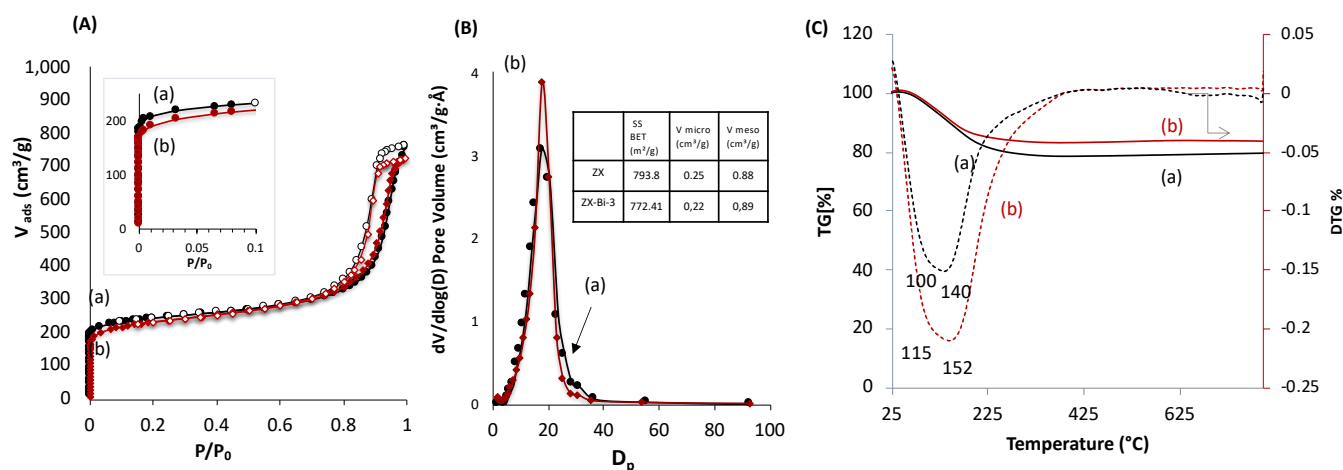 (A)
V ads (cm³/g)
1,000
900
800
700
600
500
400
300
200
100
0
0
0.2
0.4
0.6
0.8
1
P/P₀
(a)
(b)
200
100
0
0
0.05
0.1
P/P₀
(a)
(b)
(B)
dV/dlog(D) Pore Volume (cm³/g·Å)
4
3
2
1
0
0
20
40
60
80
100
Dₚ
(b)
(a)
SS BET (m²/g)
V micro (cm³/g)
V meso (cm³/g)
ZX
793.8
0.25
0.88
ZX-Bi-3
772.41
0,22
0,89
(C)
TG[%]
120
100
80
60
40
20
0
25
225
425
625
Temperature (°C)
0.05
0
-0.05
-0.1
-0.15
-0.2
-0.25
DTG %
(b)
(a)
(a)
(b)
100
140
115
152